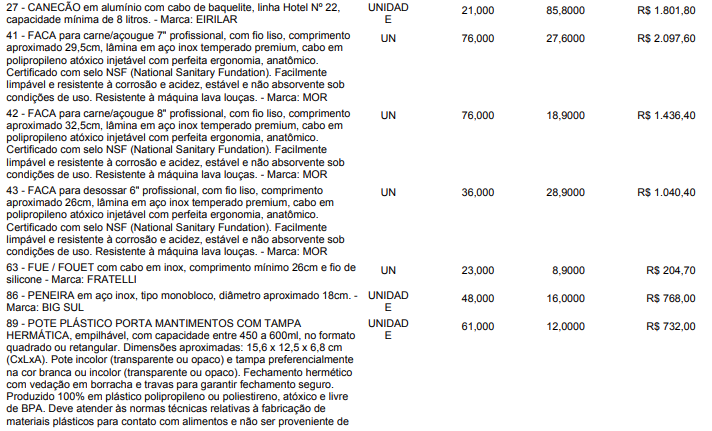 27 - CANECÃO em alumínio com cabo de baquelite, linha Hotel Nº 22, UNIDAD 21,000 85,8000 R$ 1.801,80
capacidade mínima de 8 litros. - Marca: EIRILAR E
41 - FACA para carne/açougue 7" profissional, com fio liso, comprimento UN 76,000 27,6000 R$ 2.097,60
aproximado 29,5cm, lâmina em aço inox temperado premium, cabo em
polipropileno atóxico injetável com perfeita ergonomia, anatômico.
Certificado com selo NSF (National Sanitary Fundation). Facilmente
limpável e resistente à corrosão e acidez, estável e não absorvente sob
condições de uso. Resistente à máquina lava louças. - Marca: MOR
42 - FACA para carne/açougue 8" profissional, com fio liso, comprimento UN 76,000 18,9000 R$ 1.436,40
aproximado 32,5cm, lâmina em aço inox temperado premium, cabo em
polipropileno atóxico injetável com perfeita ergonomia, anatômico.
Certificado com selo NSF (National Sanitary Fundation). Facilmente
limpável e resistente à corrosão e acidez, estável e não absorvente sob
condições de uso. Resistente à máquina lava louças. - Marca: MOR
43 - FACA para desossar 6" profissional, com fio liso, comprimento UN 36,000 28,9000 R$ 1.040,40
aproximado 26cm, lâmina em aço inox temperado premium, cabo em
polipropileno atóxico injetável com perfeita ergonomia, anatômico.
Certificado com selo NSF (National Sanitary Fundation). Facilmente
limpável e resistente à corrosão e acidez, estável e não absorvente sob
condições de uso. Resistente à máquina lava louças. - Marca: MOR
63 - FUE / FOUET com cabo em inox, comprimento mínimo 26cm e fio de UN 23,000 8,9000 R$ 204,70
silicone - Marca: FRATELLI
86 - PENEIRA em aço inox, tipo monobloco, diâmetro aproximado 18cm. - UNIDAD 48,000 16,0000 R$ 768,00
Marca: BIG SUL E
89 - POTE PLÁSTICO PORTA MANTIMENTOS COM TAMPA UNIDAD 61,000 12,0000 R$ 732,00
HERMÁTICA, empilhável, com capacidade entre 450 a 600ml, no formato E
quadrado ou retangular. Dimensões aproximadas: 15,6 x 12,5 x 6,8 cm
(CxLxA). Pote incolor (transparente ou opaco) e tampa preferencialmente
na cor branca ou incolor (transparente ou opaco). Fechamento hermético
com vedação em borracha e travas para garantir fechamento seguro.
Produzido 100% em plástico polipropileno ou poliestireno, atóxico e livre
de BPA. Deve atender às normas técnicas relativas à fabricação de
materiais plásticos para contato com alimentos e não ser proveniente de